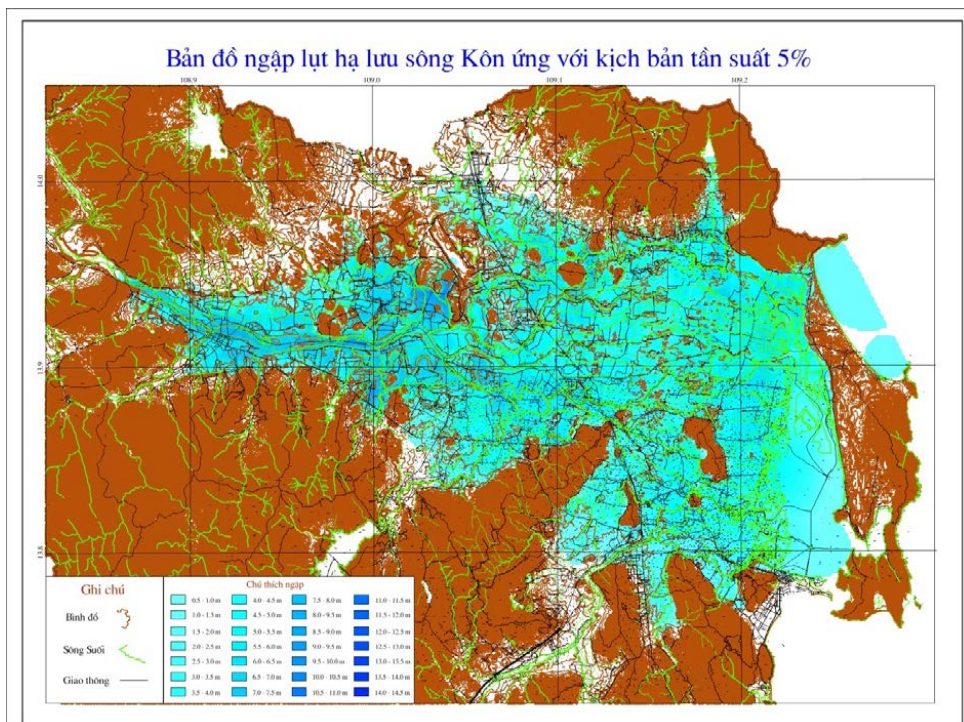 Bản đồ ngập lụt hạ lưu sông Kôn ứng với kịch bản tần suất 5%
108.9 109.0 109.1 109.2
14.0
13.9
13.8
Ghi chú
Bình đồ
Sông Suối
Giao thông
Chú thích ngập
0.5 - 1.0 m 4.0 - 4.5 m 7.5 - 8.0 m 11.0 - 11.5 m
1.0 - 1.5 m 4.5 - 5.0 m 8.0 - 9.5 m 11.5 - 12.0 m
1.5 - 2.0 m 5.0 - 5.5 m 8.5 - 9.0 m 12.0 - 12.5 m
2.0 - 2.5 m 5.5 - 6.0 m 9.0 - 9.5 m 12.5 - 13.0 m
2.5 - 3.0 m 6.0 - 6.5 m 9.5 - 10.0 m 13.0 - 13.5 m
3.0 - 3.5 m 6.5 - 7.0 m 10.0 - 10.5 m 13.5 - 14.0 m
3.5 - 4.0 m 7.0 - 7.5 m 10.5 - 11.0 m 14.0 - 14.5 m